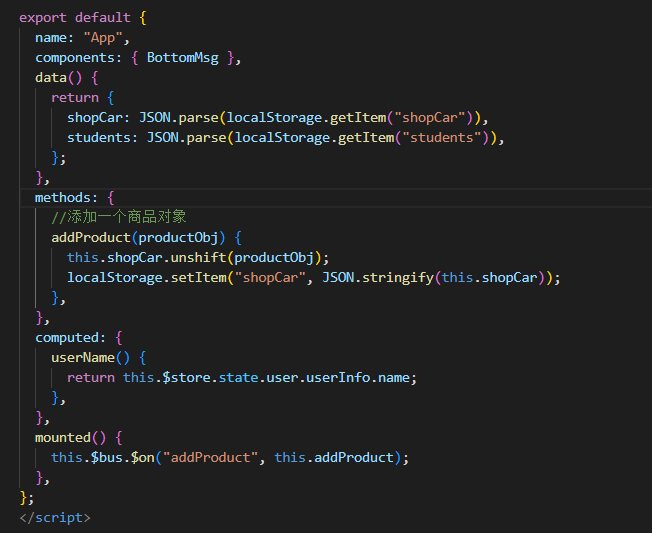 export default {
name: "App",
components: { BottomMsg },
data() {
return {
shopCar: JSON.parse(localStorage.getItem("shopCar")),
students: JSON.parse(localStorage.getItem("students")),
};
},
methods: {
//添加一个商品对象
addProduct(productObj) {
this.shopCar.unshift(productObj);
localStorage.setItem("shopCar", JSON.stringify(this.shopCar));
},
},
computed: {
userName() {
return this.$store.state.user.userInfo.name;
},
},
mounted() {
this.$bus.$on("addProduct", this.addProduct);
},
};
</script>